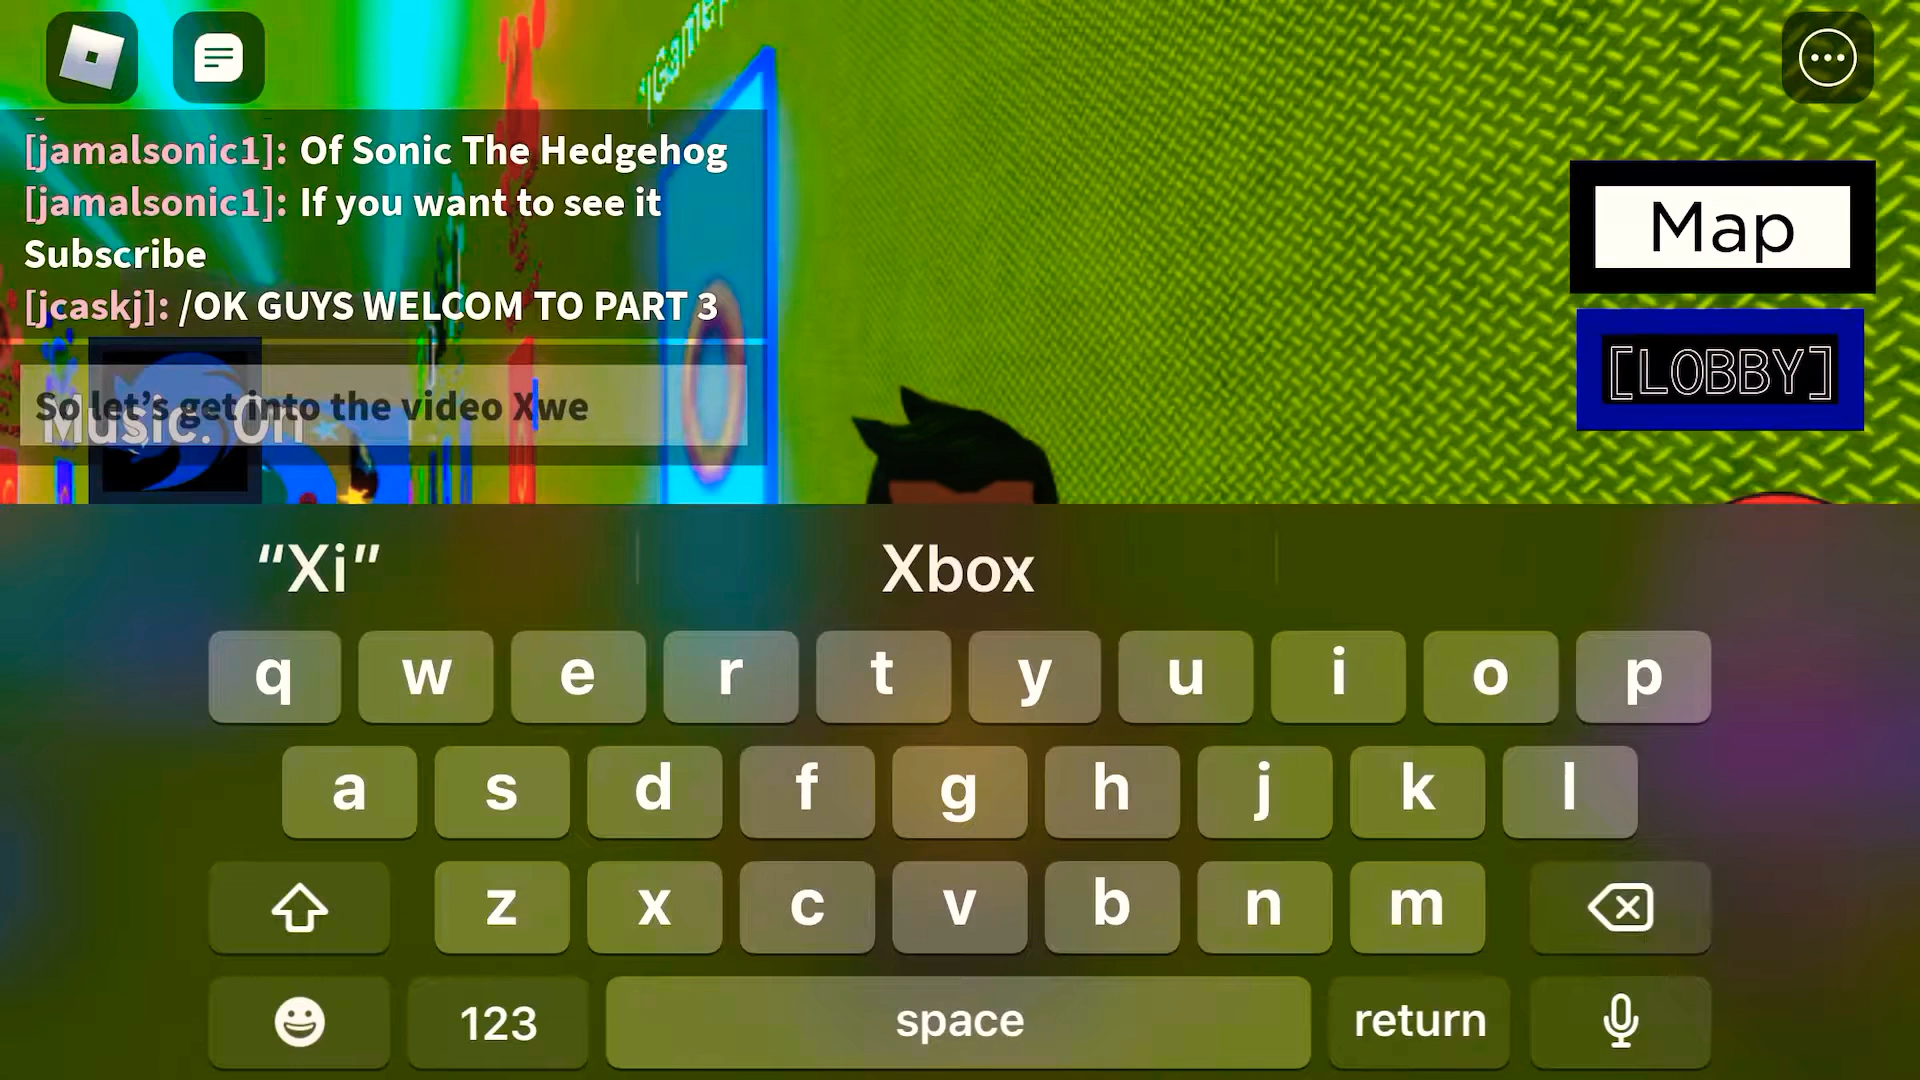 [jamalsonic1]: Of Sonic The Hedgehog
[jamalsonic1]: If you want to see it
Subscribe
[jcaskj]: /OK GUYS WELCOM TO PART 3
So let’s get into the video Xwe
Music: On
Map
[LOBBY]
“Xi”
Xbox
q w e r t y u i o p
a s d f g h j k l
z x c v b n m
123
space
return